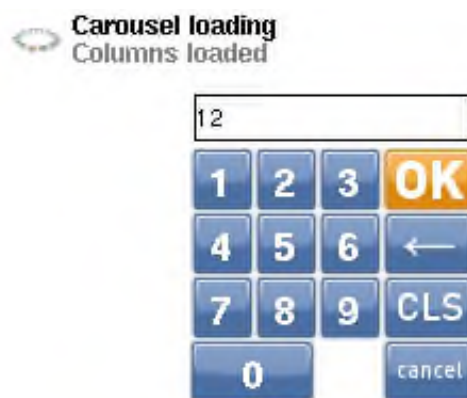 Carousel loading
Columns loaded
12
1 2 3 OK
4 5 6 ←
7 8 9 CLS
0 cancel